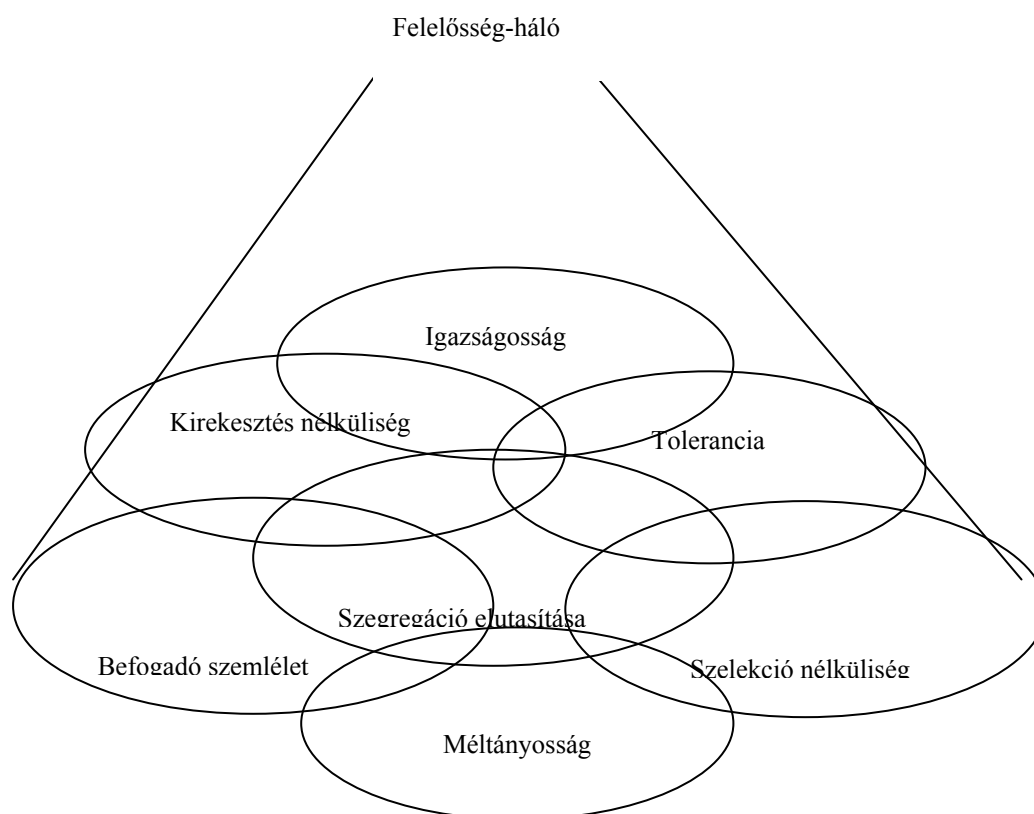 Felelősség-háló
Igazságosság
Kirekesztés nélküliség
Tolerancia
Szegregáció elutasítása
Befogadó szemlélet
Szelekció nélküliség
Méltányosság